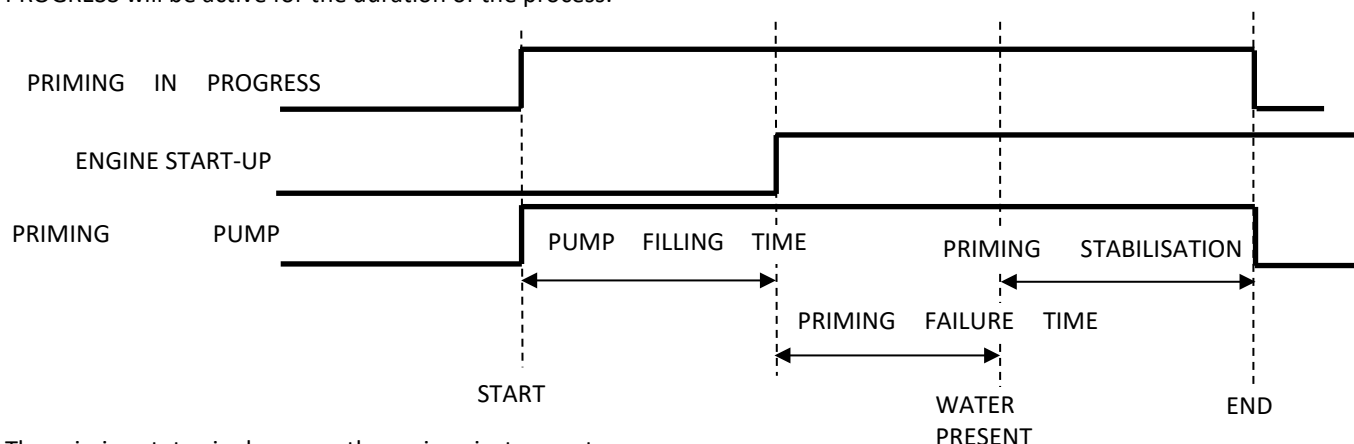 PROGRESS will be active for the duration of the process.
PRIMING IN PROGRESS
ENGINE START-UP
PRIMING PUMP
PUMP FILLING TIME
PRIMING STABILISATION
PRIMING FAILURE TIME
START
WATER
PRESENT
END